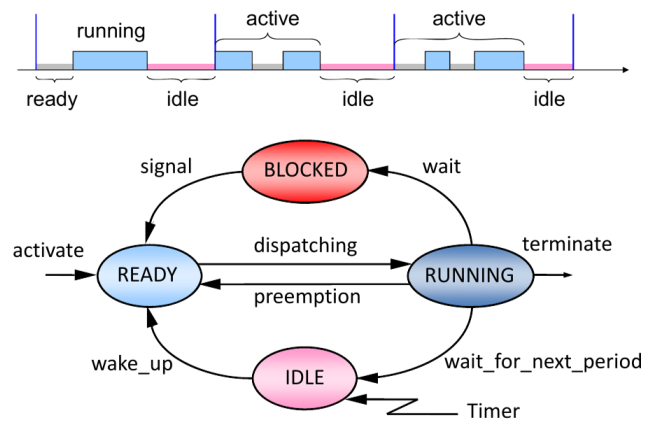 active
active
running
ready
idle
idle
idle
BLOCKED
signal
wait
activate
dispatching
terminate
READY
RUNNING
preemption
wake_up
IDLE
wait_for_next_period
Timer